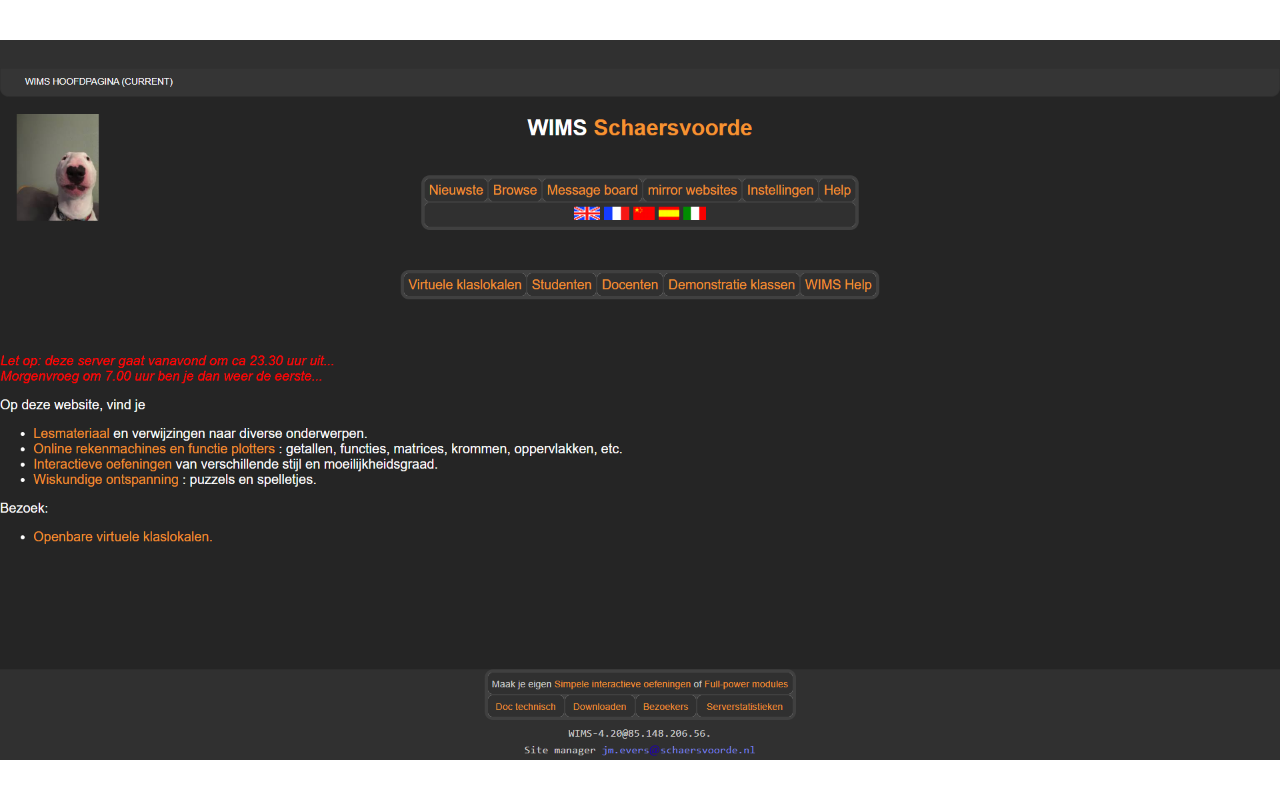 WIMS HOOFDPAGINA (CURRENT)
WIMS Schaersvoorde
Nieuwste Browse Message board mirror websites Instellingen Help
Virtuele klaslokalen Studenten Docenten Demonstratie klassen WIMS Help
Let op: deze server gaat vanavond om ca 23.30 uur uit...
Morgenvroeg om 7.00 uur ben je dan weer de eerste...
Op deze website, vind je
• Lesmateriaal en verwijzingen naar diverse onderwerpen.
• Online rekenmachines en functie plotters : getallen, functies, matrices, krommen, oppervlakken, etc.
• Interactieve oefeningen van verschillende stijl en moeilijkheidsgraad.
• Wiskundige ontspanning : puzzels en spelletjes.
Bezoek:
• Openbare virtuele klaslokalen.
Maak je eigen Simpele interactieve oefeningen of Full-power modules
Doc technisch Downloaden Bezoekers Serverstatistieken
WIMS-4.20@85.148.206.56.
Site manager jm.evers@schaersvoorde.nl